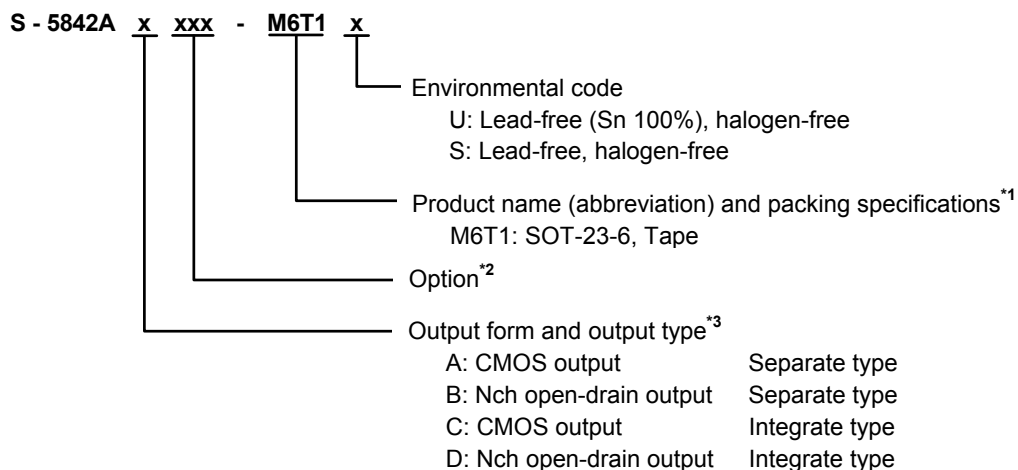 S - 5842A x xxx - M6T1 x
Environmental code
U: Lead-free (Sn 100%), halogen-free
S: Lead-free, halogen-free
Product name (abbreviation) and packing specifications*1
M6T1: SOT-23-6, Tape
Option*2
Output form and output type*3
A: CMOS output Separate type
B: Nch open-drain output Separate type
C: CMOS output Integrate type
D: Nch open-drain output Integrate type